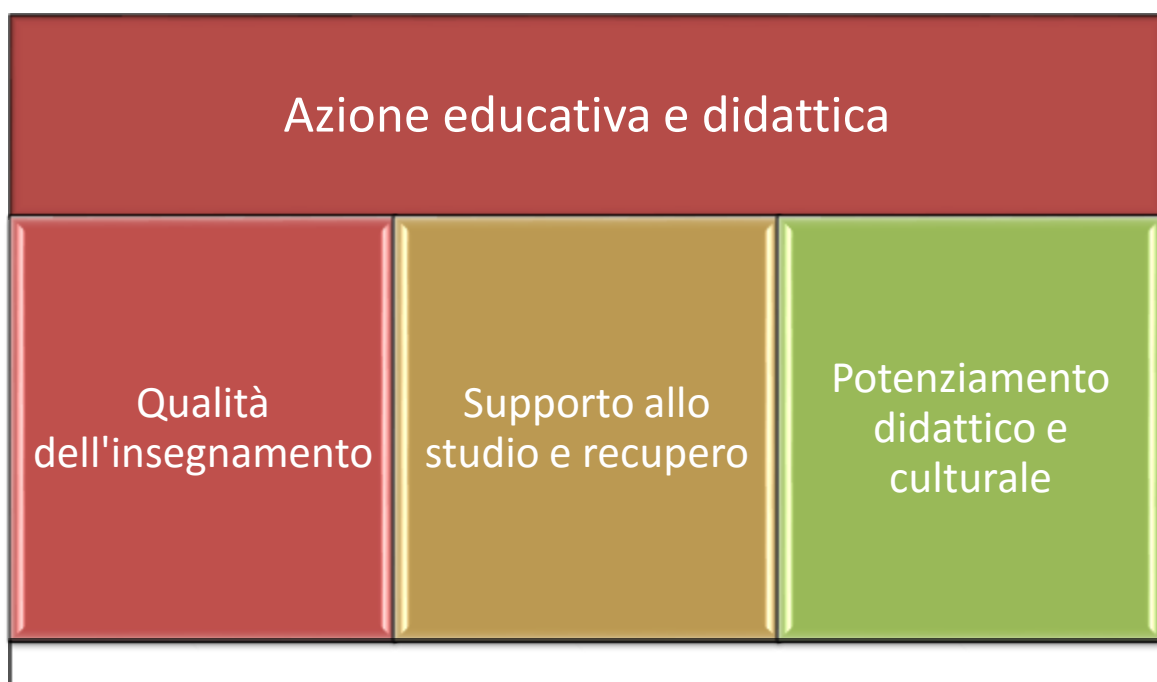 Azione educativa e didattica
Qualità
dell'insegnamento
Supporto allo
studio e recupero
Potenziamento
didattico e
culturale